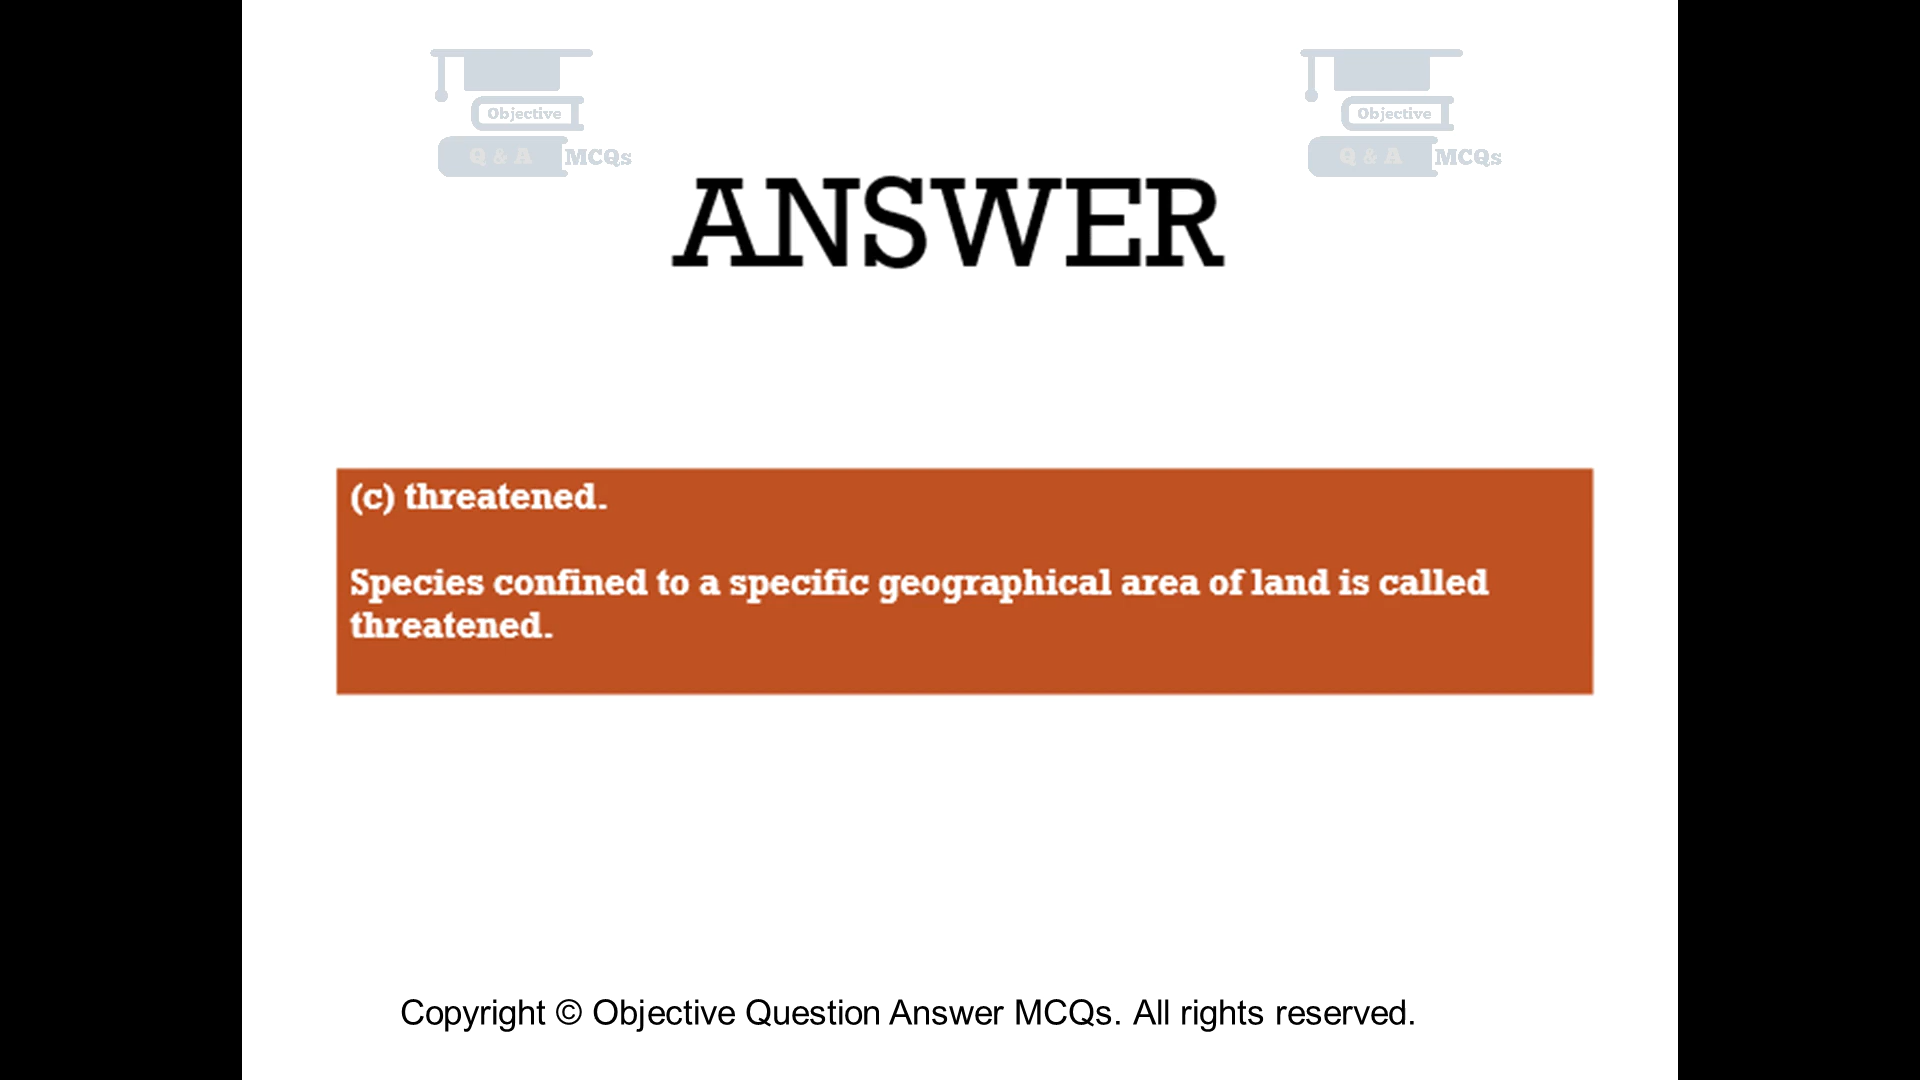 Objective
Q & A MCQs
Objective
Q & A MCQs
ANSWER
(c) threatened.
Species confined to a specific geographical area of land is called
threatened.
Copyright © Objective Question Answer MCQs. All rights reserved.